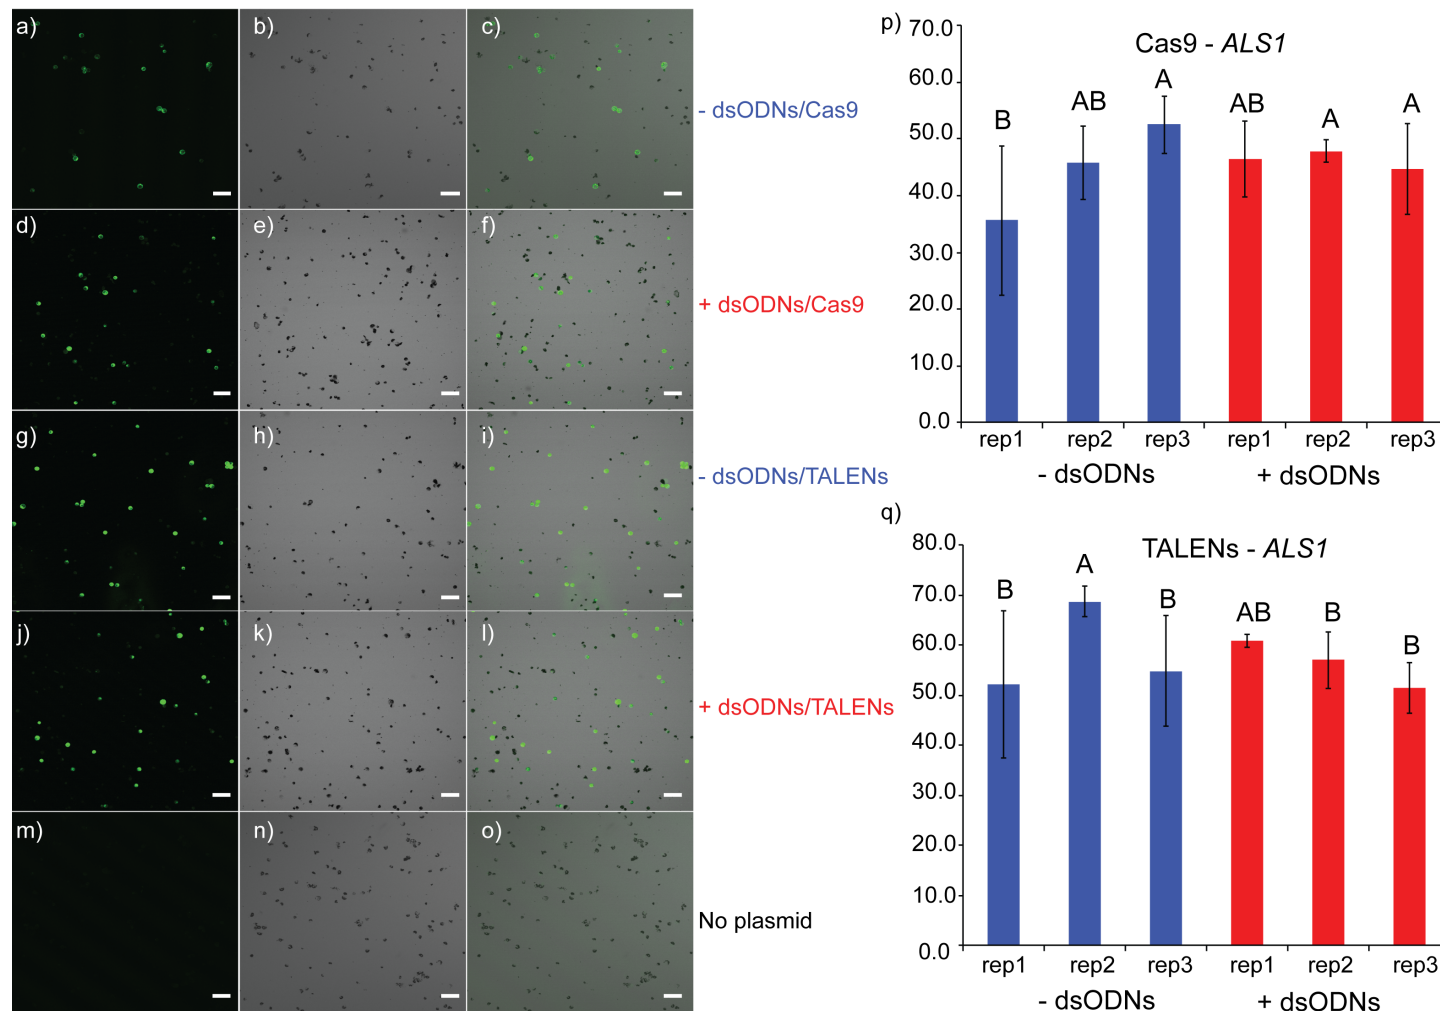 a)
b)
c)
- dsODNs/Cas9
d)
e)
f)
+ dsODNs/Cas9
g)
h)
i)
- dsODNs/TALENs
j)
k)
l)
+ dsODNs/TALENs
m)
n)
o)
No plasmid
p)
Cas9 - ALS1
70.0
60.0
50.0
40.0
30.0
20.0
10.0
0.0
B
AB
A
AB
A
A
rep1 rep2 rep3 rep1 rep2 rep3
- dsODNs + dsODNs
q)
TALENs - ALS1
80.0
70.0
60.0
50.0
40.0
30.0
20.0
10.0
0.0
B
A
B
AB
B
B
rep1 rep2 rep3 rep1 rep2 rep3
- dsODNs + dsODNs